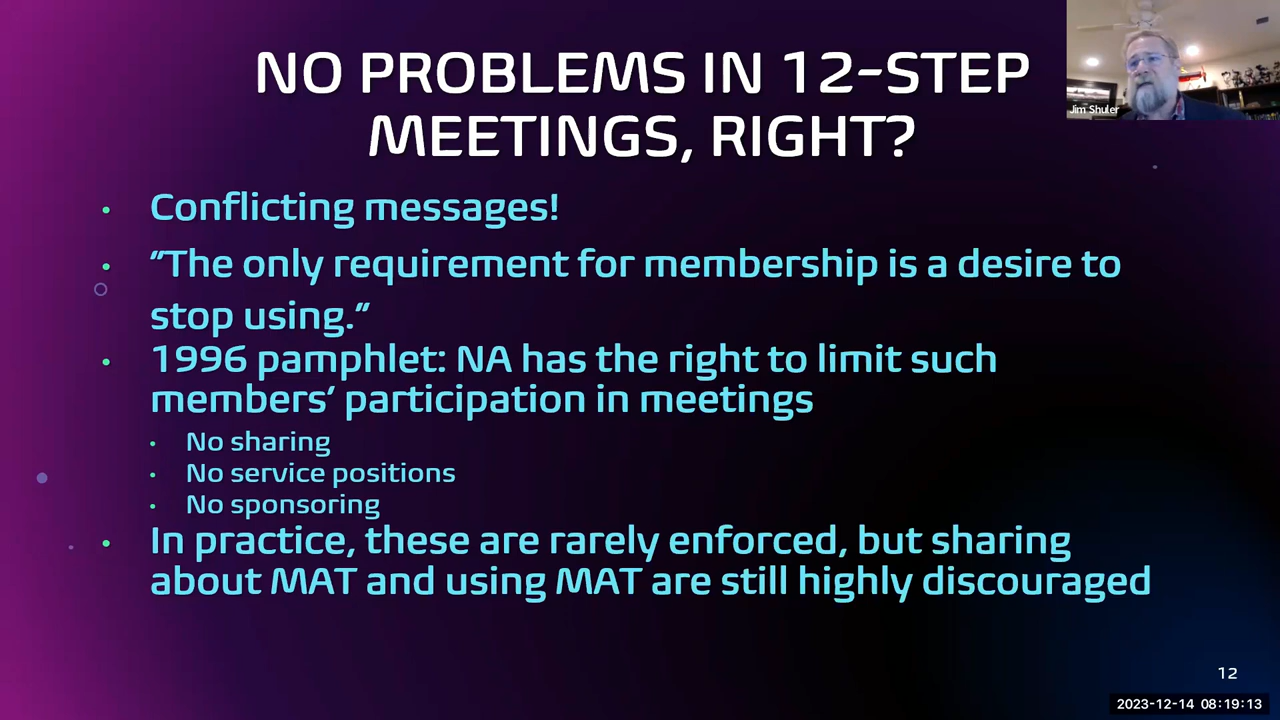 NO PROBLEMS IN 12-STEP
MEETINGS, RIGHT?
Jim Shuler
• Conflicting messages!
• “The only requirement for membership is a desire to
stop using.”
• 1996 pamphlet: NA has the right to limit such
members’ participation in meetings
• No sharing
• No service positions
• No sponsoring
• In practice, these are rarely enforced, but sharing
about MAT and using MAT are still highly discouraged
12
2023-12-14 08:19:13